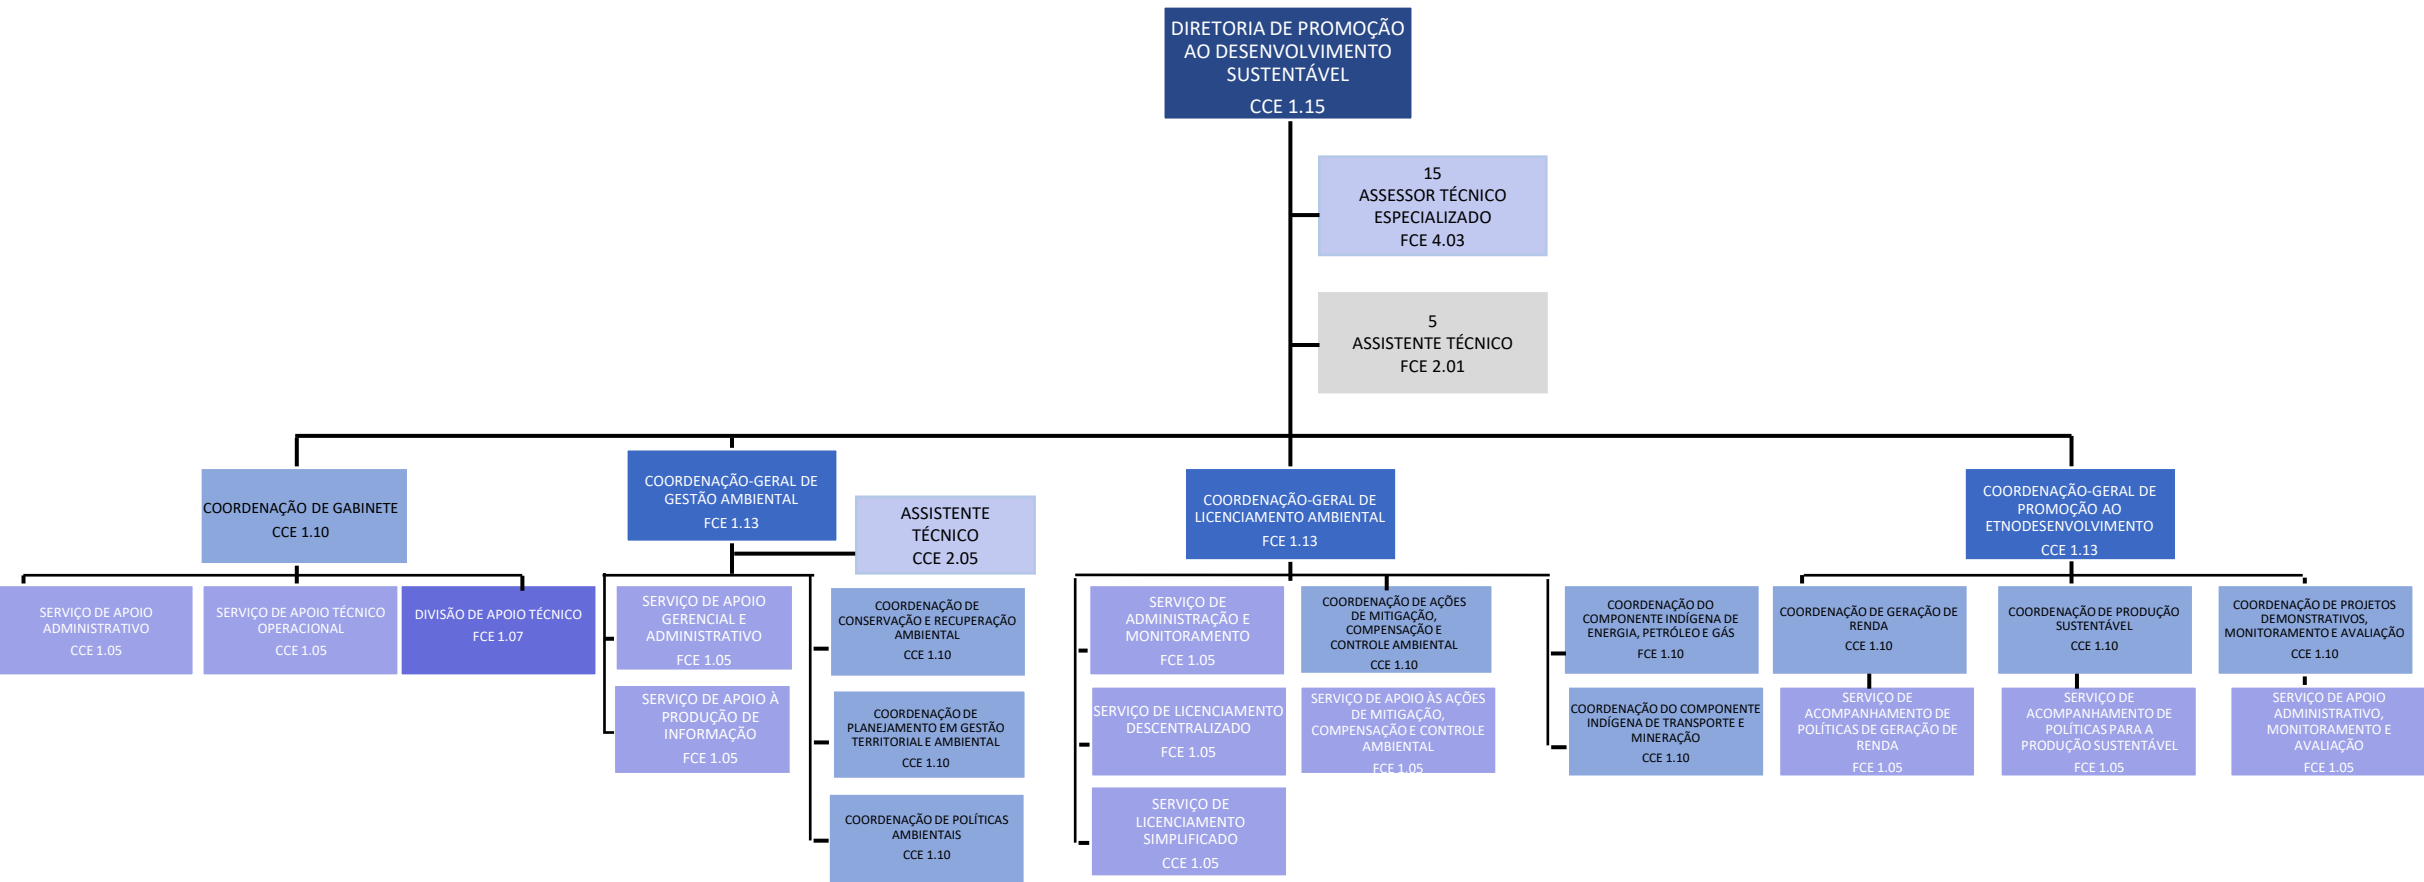 DIRETORIA DE PROMOÇÃO
AO DESENVOLVIMENTO
SUSTENTÁVEL
CCE 1.15
15
ASSESSOR TÉCNICO
ESPECIALIZADO
FCE 4.03
5
ASSISTENTE TÉCNICO
FCE 2.01
COORDENAÇÃO DE GABINETE
CCE 1.10
COORDENAÇÃO-GERAL DE
GESTÃO AMBIENTAL
FCE 1.13
ASSISTENTE
TÉCNICO
CCE 2.05
COORDENAÇÃO-GERAL DE
LICENCIAMENTO AMBIENTAL
FCE 1.13
COORDENAÇÃO-GERAL DE
PROMOÇÃO AO
ETNODESENVOLVIMENTO
CCE 1.13
SERVIÇO DE APOIO
ADMINISTRATIVO
CCE 1.05
SERVIÇO DE APOIO TÉCNICO
OPERACIONAL
CCE 1.05
DIVISÃO DE APOIO TÉCNICO
FCE 1.07
SERVIÇO DE APOIO
GERENCIAL E
ADMINISTRATIVO
FCE 1.05
SERVIÇO DE APOIO À
PRODUÇÃO DE
INFORMAÇÃO
FCE 1.05
COORDENAÇÃO DE
CONSERVAÇÃO E RECUPERAÇÃO
AMBIENTAL
CCE 1.10
COORDENAÇÃO DE
PLANEJAMENTO EM GESTÃO
TERRITORIAL E AMBIENTAL
CCE 1.10
COORDENAÇÃO DE POLÍTICAS
AMBIENTAIS
CCE 1.10
SERVIÇO DE
ADMINISTRAÇÃO E
MONITORAMENTO
FCE 1.05
SERVIÇO DE LICENCIAMENTO
DESCENTRALIZADO
FCE 1.05
SERVIÇO DE
LICENCIAMENTO
SIMPLIFICADO
CCE 1.05
COORDENAÇÃO DE AÇÕES
DE MITIGAÇÃO,
COMPENSAÇÃO E
CONTROLE AMBIENTAL
CCE 1.10
SERVIÇO DE APOIO ÀS AÇÕES
DE MITIGAÇÃO,
COMPENSAÇÃO E CONTROLE
AMBIENTAL
FCE 1.05
COORDENAÇÃO DO
COMPONENTE INDÍGENA DE
ENERGIA, PETRÓLEO E GÁS
FCE 1.10
COORDENAÇÃO DO COMPONENTE
INDÍGENA DE TRANSPORTE E
MINERAÇÃO
CCE 1.10
COORDENAÇÃO DE GERAÇÃO DE
RENDA
CCE 1.10
SERVIÇO DE
ACOMPANHAMENTO DE
POLÍTICAS DE GERAÇÃO DE
RENDA
FCE 1.05
COORDENAÇÃO DE PRODUÇÃO
SUSTENTÁVEL
CCE 1.10
SERVIÇO DE
ACOMPANHAMENTO DE
POLÍTICAS PARA A
PRODUÇÃO SUSTENTÁVEL
FCE 1.05
COORDENAÇÃO DE PROJETOS
DEMONSTRATIVOS,
MONITORAMENTO E AVALIAÇÃO
CCE 1.10
SERVIÇO DE APOIO
ADMINISTRATIVO,
MONITORAMENTO E
AVALIAÇÃO
FCE 1.05